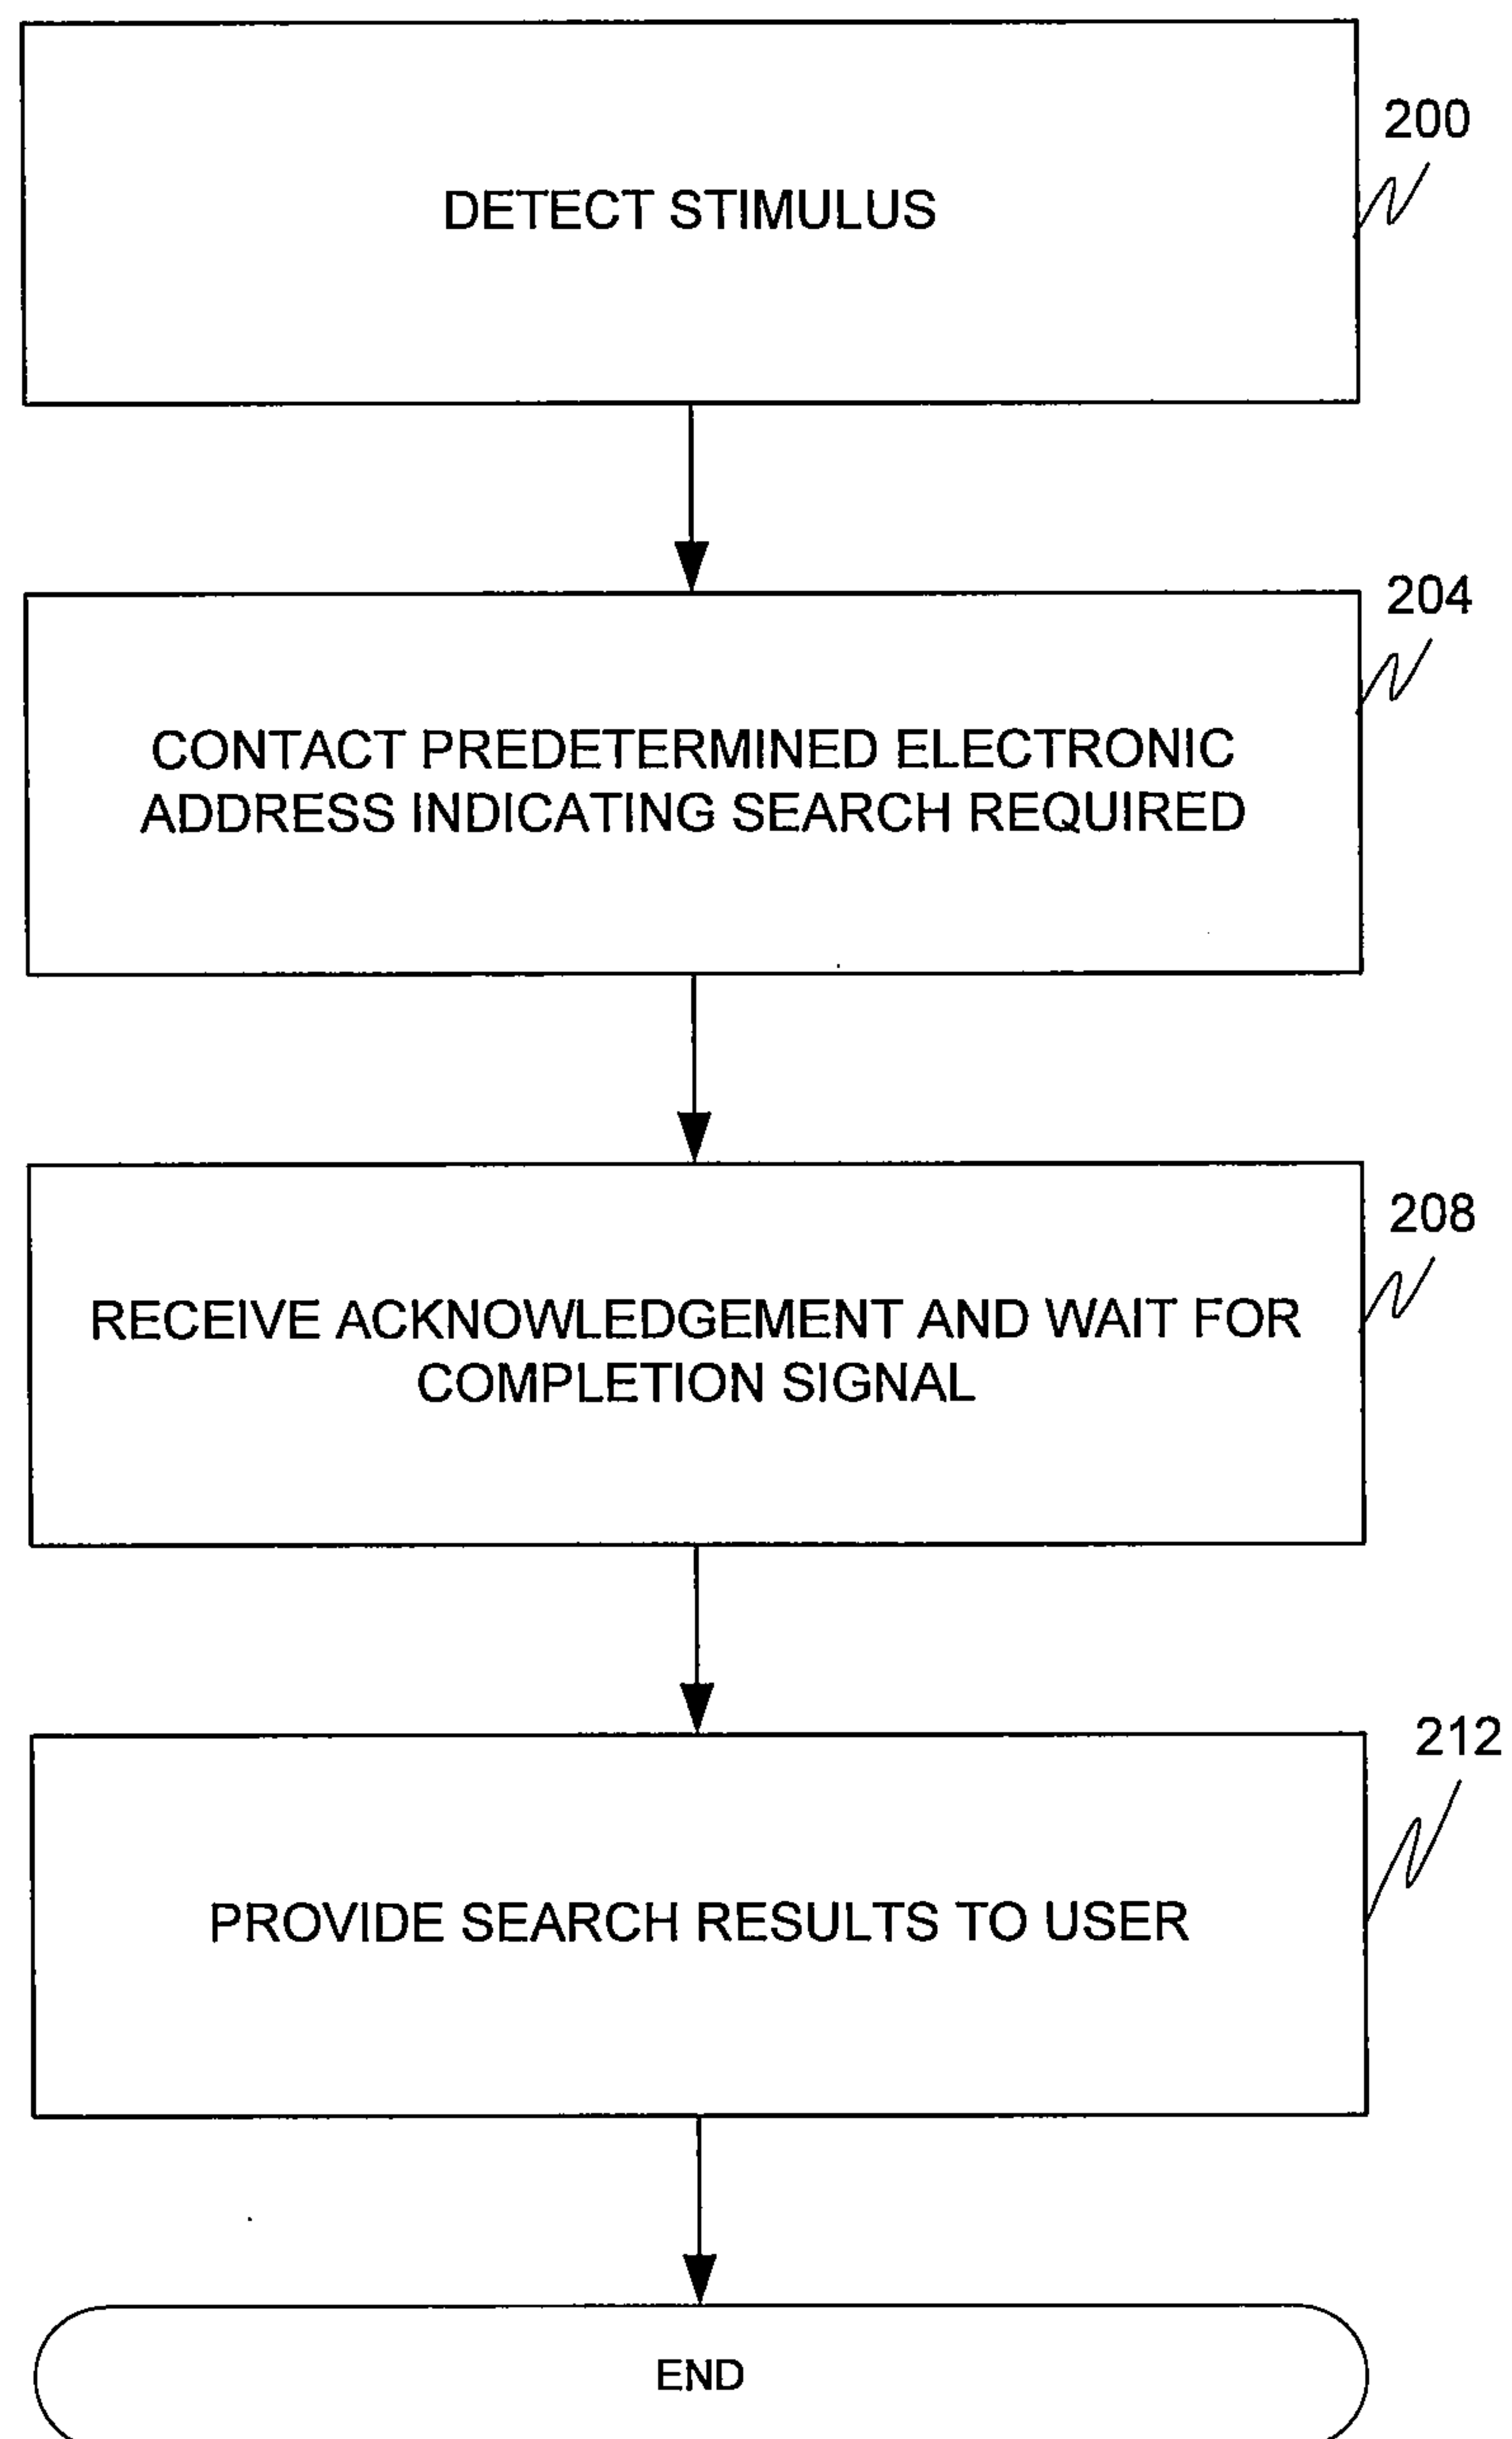 200
DETECT STIMULUS
204
CONTACT PREDETERMINED ELECTRONIC
ADDRESS INDICATING SEARCH REQUIRED
208
RECEIVE ACKNOWLEDGEMENT AND WAIT FOR
COMPLETION SIGNAL
212
PROVIDE SEARCH RESULTS TO USER
END